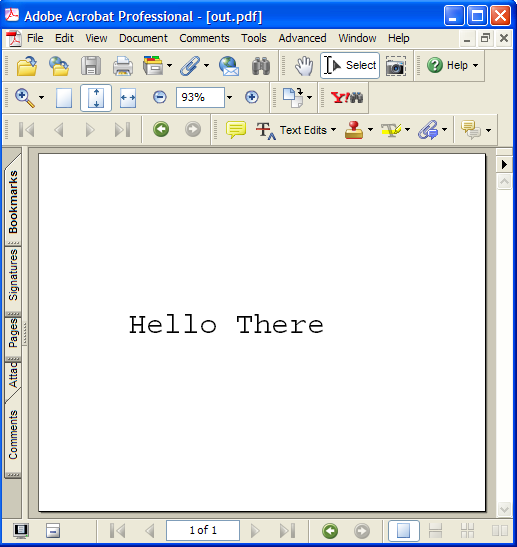 Adobe Acrobat Professional - [out.pdf]
File Edit View Document Comments Tools Advanced Window Help
Select Help
93% Y!
Text Edits
Bookmarks
Signatures
Pages
Attac
Comments
Hello There
1 of 1